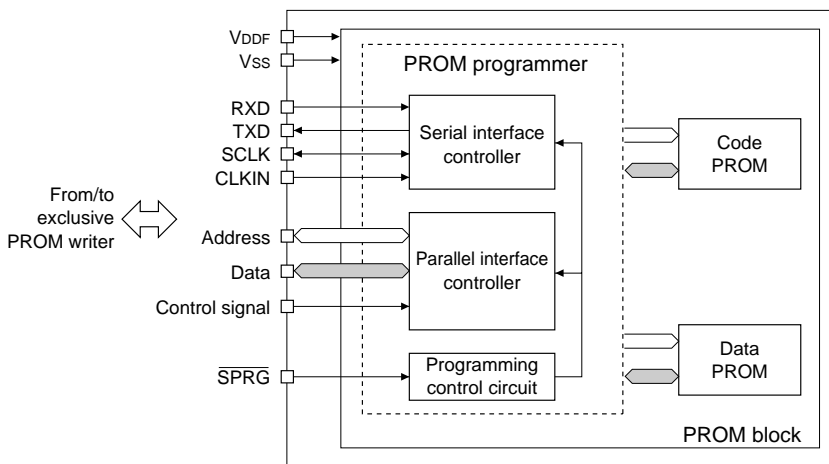 VDDF
VSS
PROM programmer
RXD
TXD
SCLK
CLKIN
Serial interface
controller
Code
PROM
From/to
exclusive
PROM writer
Address
Data
Control signal
Parallel interface
controller
SPRG
Programming
control circuit
Data
PROM
PROM block